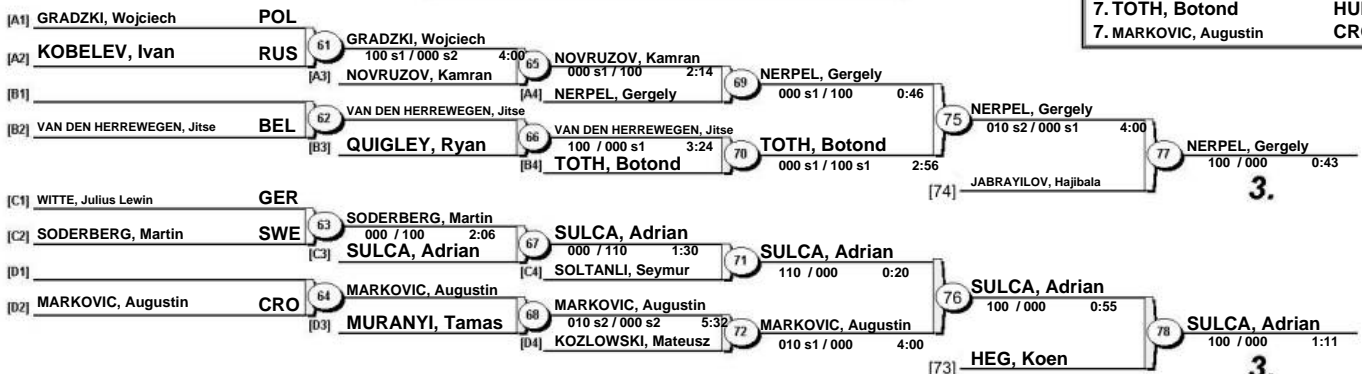 7. TOTH, Botond
7. MARKOVIC, Augustin
[A1] GRADZKI, Wojciech POL
[A2] KOBELEV, Ivan RUS
61 GRADZKI, Wojciech
100 s1 / 000 s2 4:00
[A3] NOVRUZOV, Kamran
65 NOVRUZOV, Kamran
000 s1 / 100 2:14
[A4] NERPEL, Gergely
69 NERPEL, Gergely
000 s1 / 100 0:46
[B1]
[B2] VAN DEN HERREWEGEN, Jitse BEL
62 VAN DEN HERREWEGEN, Jitse
[B3] QUIGLEY, Ryan
66 VAN DEN HERREWEGEN, Jitse
100 / 000 s1 3:24
[B4] TOTH, Botond
70 TOTH, Botond
000 s1 / 100 s1 2:56
75 NERPEL, Gergely
010 s2 / 000 s1 4:00
[74] JABRAYILOV, Hajibala
77 NERPEL, Gergely
100 / 000 0:43
3.
[C1] WITTE, Julius Lewin GER
[C2] SODERBERG, Martin SWE
63 SODERBERG, Martin
000 / 100 2:06
[C3] SULCA, Adrian
67 SULCA, Adrian
000 / 110 1:30
[C4] SOLTANLI, Seymur
71 SULCA, Adrian
110 / 000 0:20
[D1]
[D2] MARKOVIC, Augustin CRO
64 MARKOVIC, Augustin
[D3] MURANYI, Tamas
68 MARKOVIC, Augustin
010 s2 / 000 s2 5:32
[D4] KOZLOWSKI, Mateusz
72 MARKOVIC, Augustin
010 s1 / 000 4:00
76 SULCA, Adrian
100 / 000 0:55
[73] HEG, Koen
78 SULCA, Adrian
100 / 000 1:11
3.